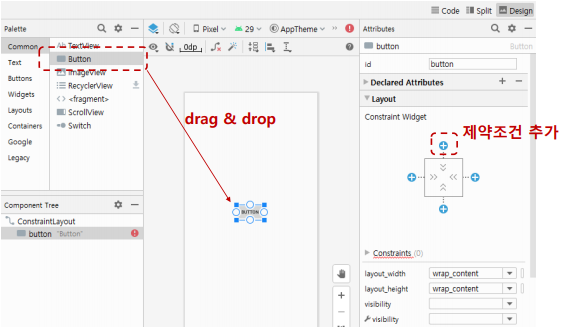 Code Split Design
Palette
Pixel 29 AppTheme
Attributes
Common
Text
Buttons
Widgets
Layouts
Containers
Google
Legacy
Ab TextView
Button
ImageView
RecyclerView
<> <fragment>
ScrollView
Switch
0dp
drag & drop
BUTTON
Component Tree
ConstraintLayout
button "Button"
button Button
id button
Declared Attributes
Layout
Constraint Widget
제약조건 추가
Constraints (0)
layout_width wrap_content
layout_height wrap_content
visibility
visibility